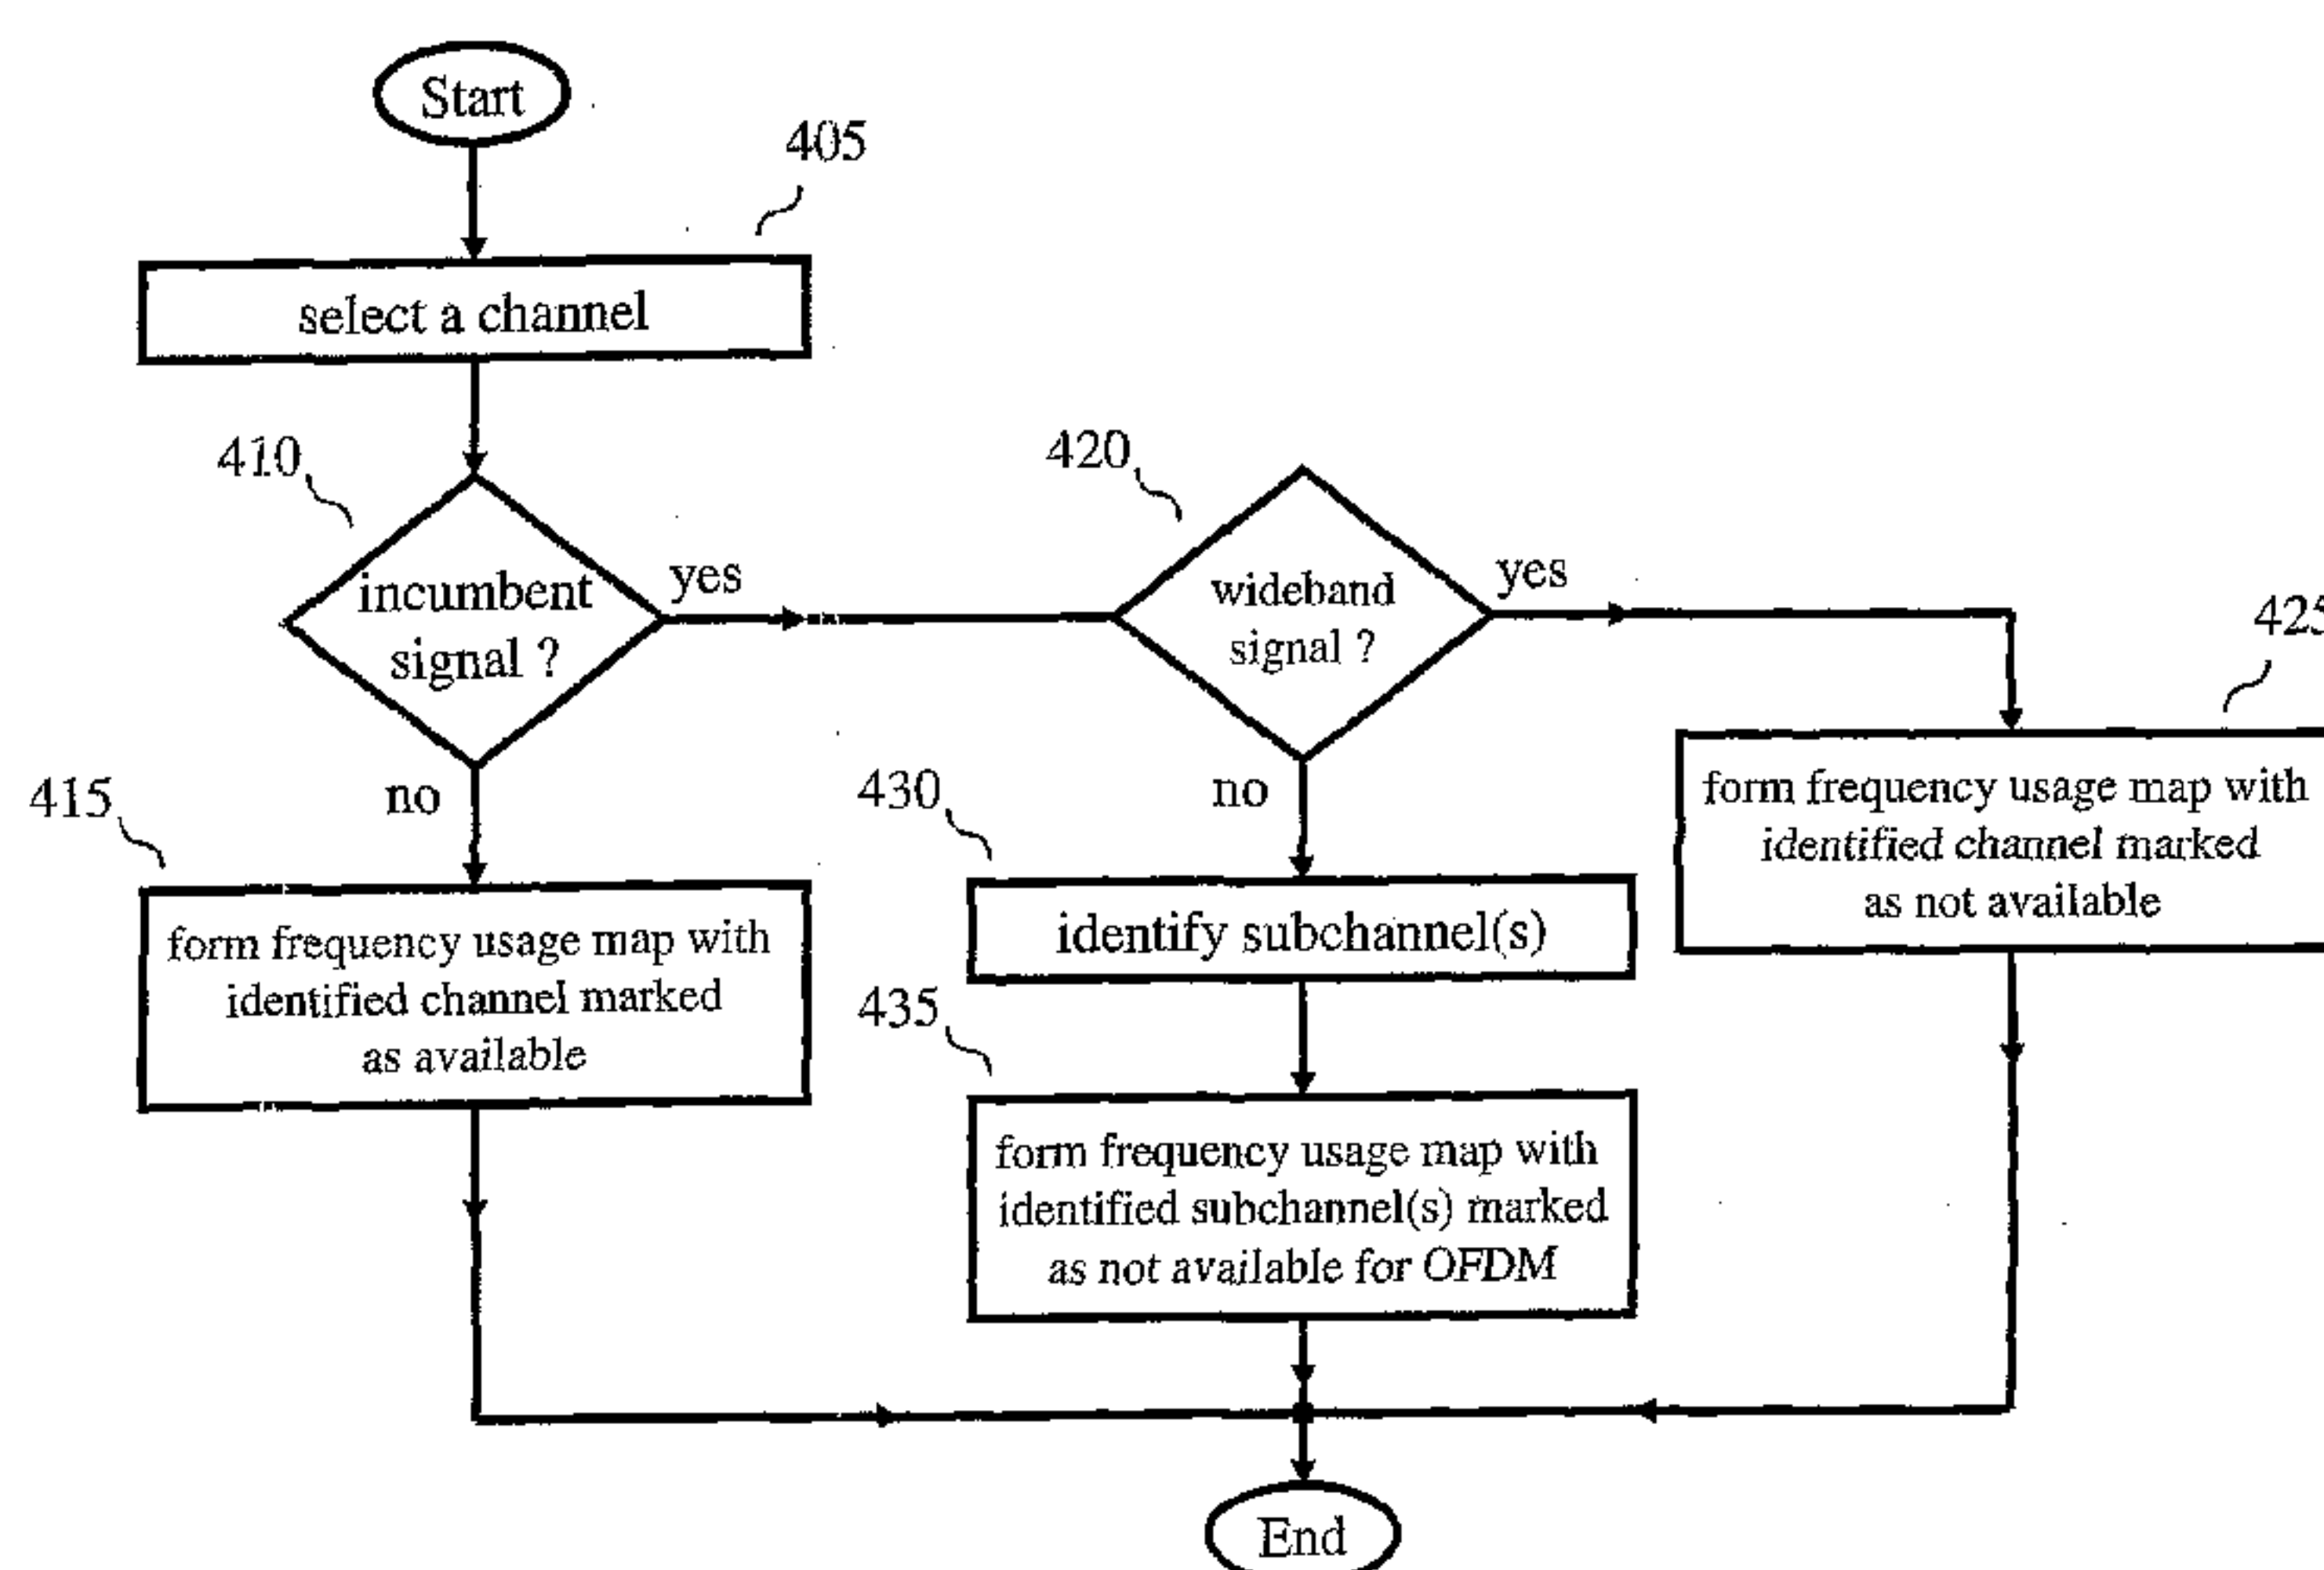 Start
405
select a channel
410
incumbent
signal ?
yes
no
420
wideband
signal ?
yes
no
425
form frequency usage map with
identified channel marked
as not available
415
form frequency usage map with
identified channel marked
as available
430
identify subchannel(s)
435
form frequency usage map with
identified subchannel(s) marked
as not available for OFDM
End